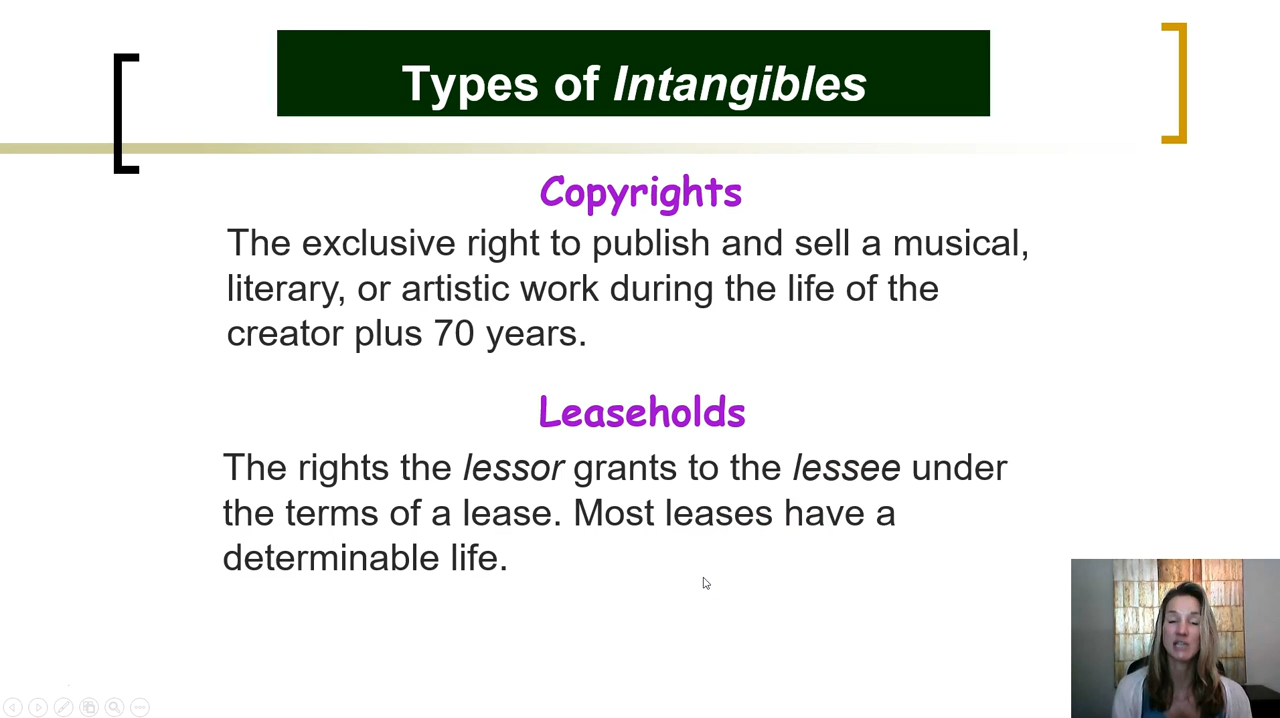 Types of Intangibles
Copyrights
The exclusive right to publish and sell a musical,
literary, or artistic work during the life of the
creator plus 70 years.
Leaseholds
The rights the lessor grants to the lessee under
the terms of a lease. Most leases have a
determinable life.